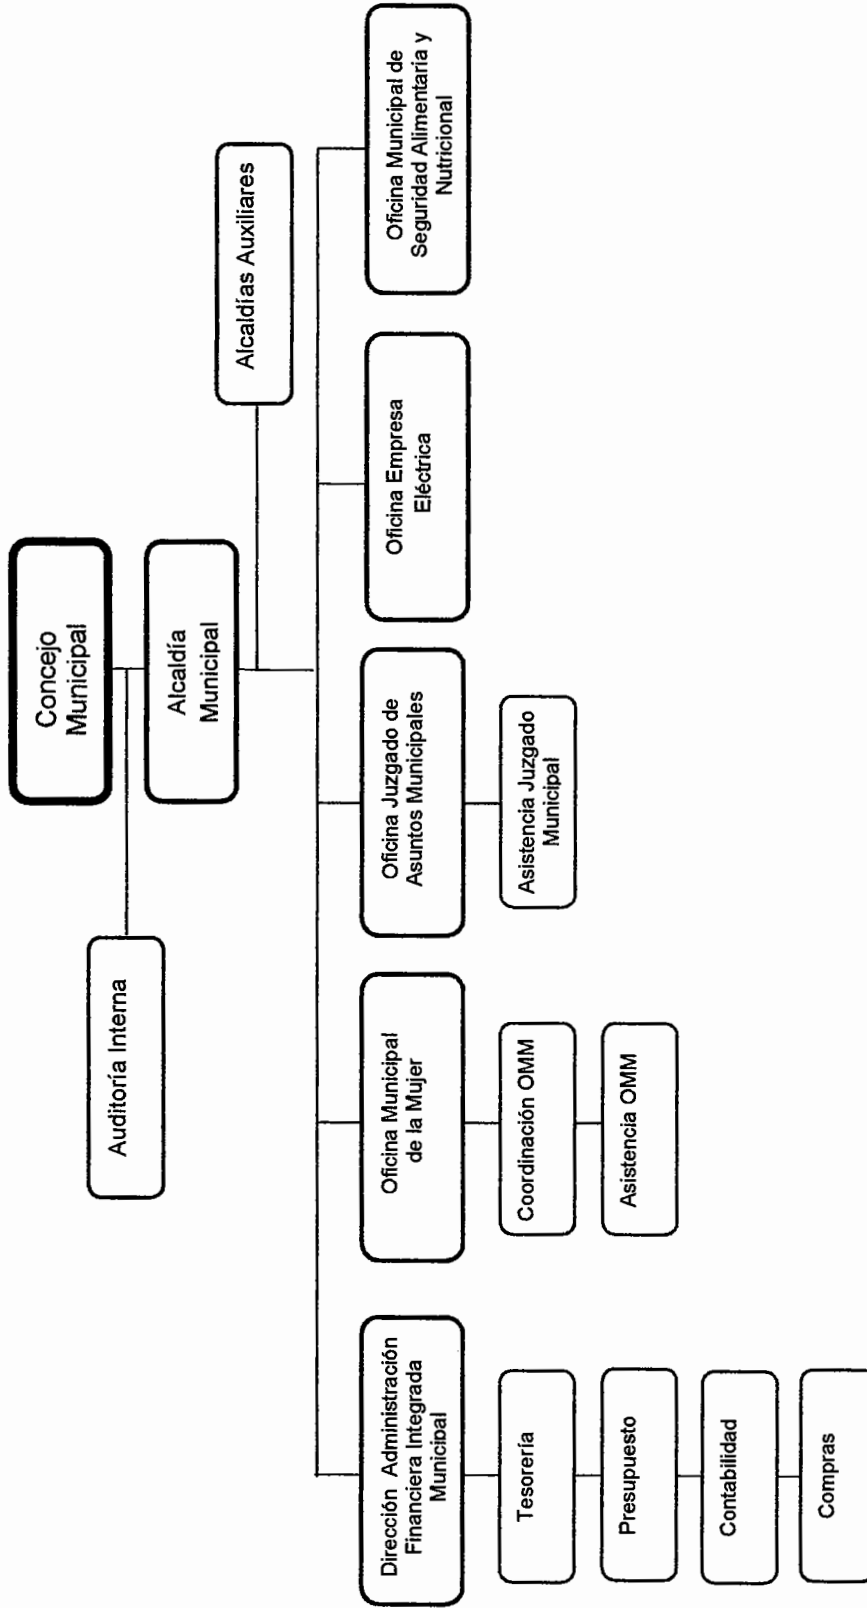 Concejo
Municipal
Auditoría Interna
Alcaldía
Municipal
Alcaldías Auxiliares
Dirección Administración
Financiera Integrada
Municipal
Oficina Municipal
de la Mujer
Oficina Juzgado de
Asuntos Municipales
Oficina Empresa
Eléctrica
Oficina Municipal de
Seguridad Alimentaria y
Nutricional
Tesorería
Coordinación OMM
Asistencia Juzgado
Municipal
Presupuesto
Asistencia OMM
Contabilidad
Compras